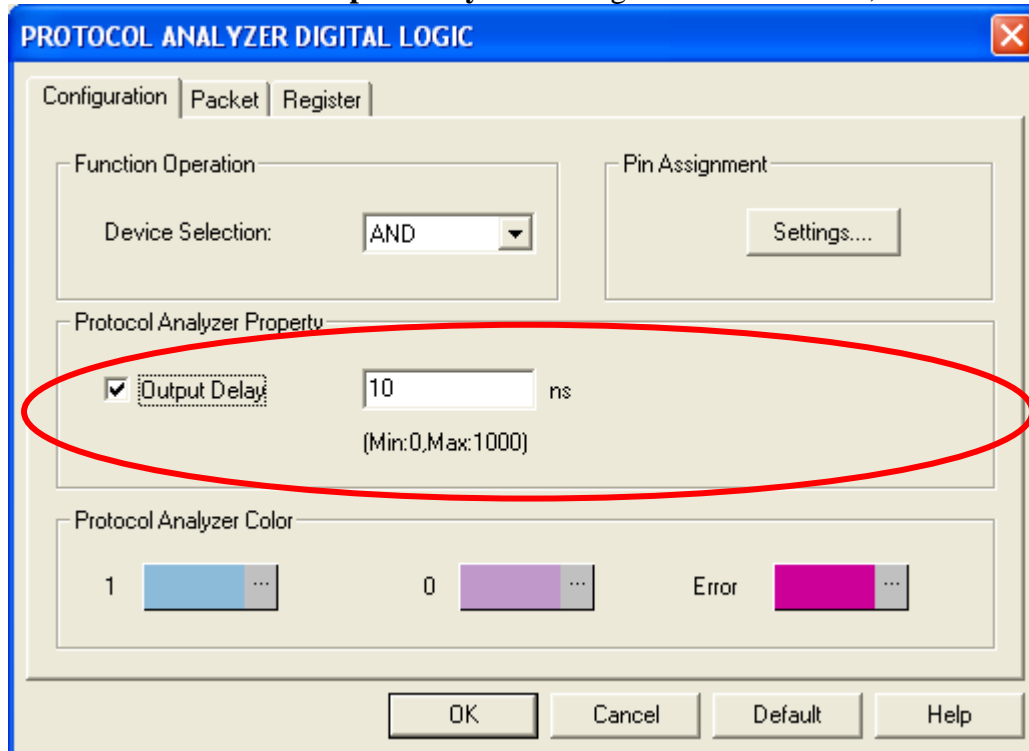 PROTOCOL ANALYZER DIGITAL LOGIC
Configuration Packet Register
Function Operation
Device Selection: AND
Pin Assignment
Settings....
Protocol Analyzer Property
Output Delay 10 ns
(Min:0,Max:1000)
Protocol Analyzer Color
1 ... 0 ... Error ...
OK Cancel Default Help